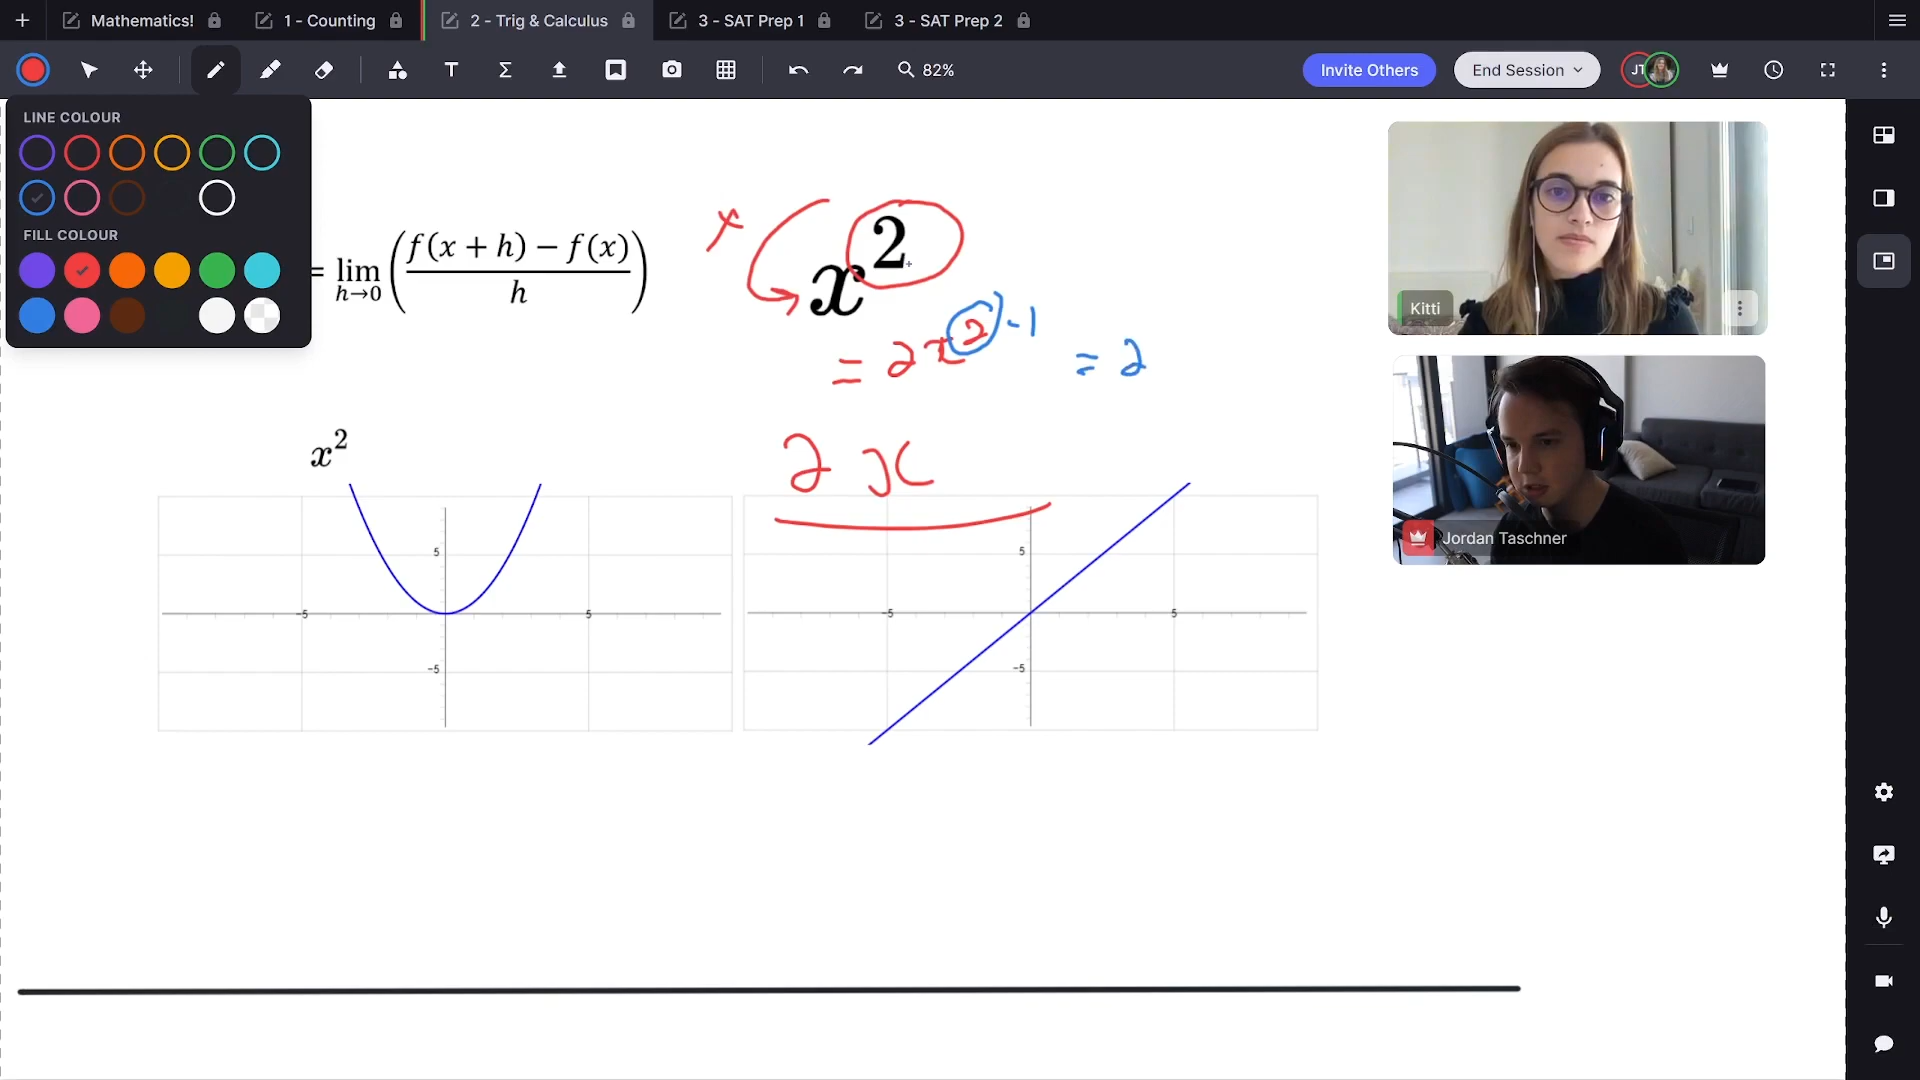 Mathematics!
1 - Counting
2 - Trig & Calculus
3 - SAT Prep 1
3 - SAT Prep 2
T Σ 82%
Invite Others
End Session
JT
LINE COLOUR
FILL COLOUR
= lim h→0 (f(x + h) − f(x) / h)
x
x²
= 2x²-1 = 2
x²
2x
5
-5 5
-5
5
-5 5
-5
Kitti
Jordan Taschner